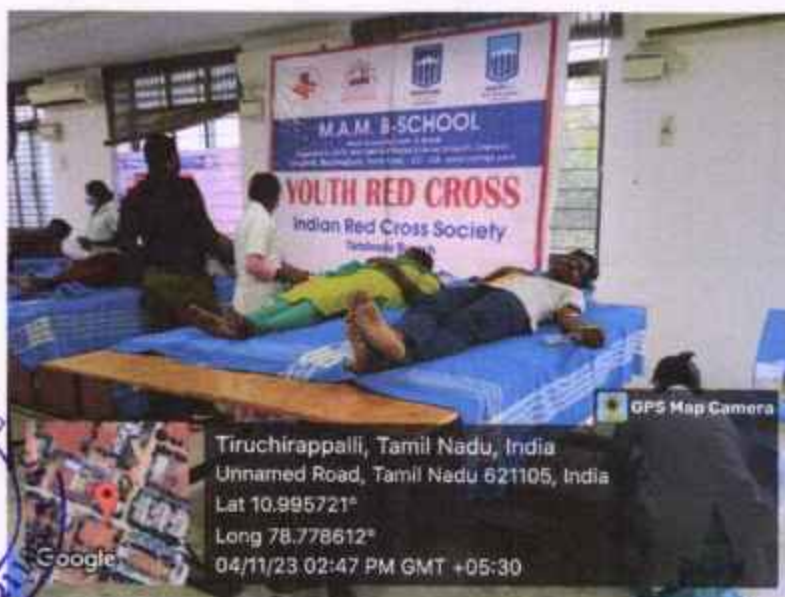 M.A.M. B-SCHOOL
YOUTH RED CROSS
Indian Red Cross Society
GPS Map Camera
Tiruchirappalli, Tamil Nadu, India
Unnamed Road, Tamil Nadu 621105, India
Lat 10.995721°
Long 78.778612°
04/11/23 02:47 PM GMT +05:30
Google